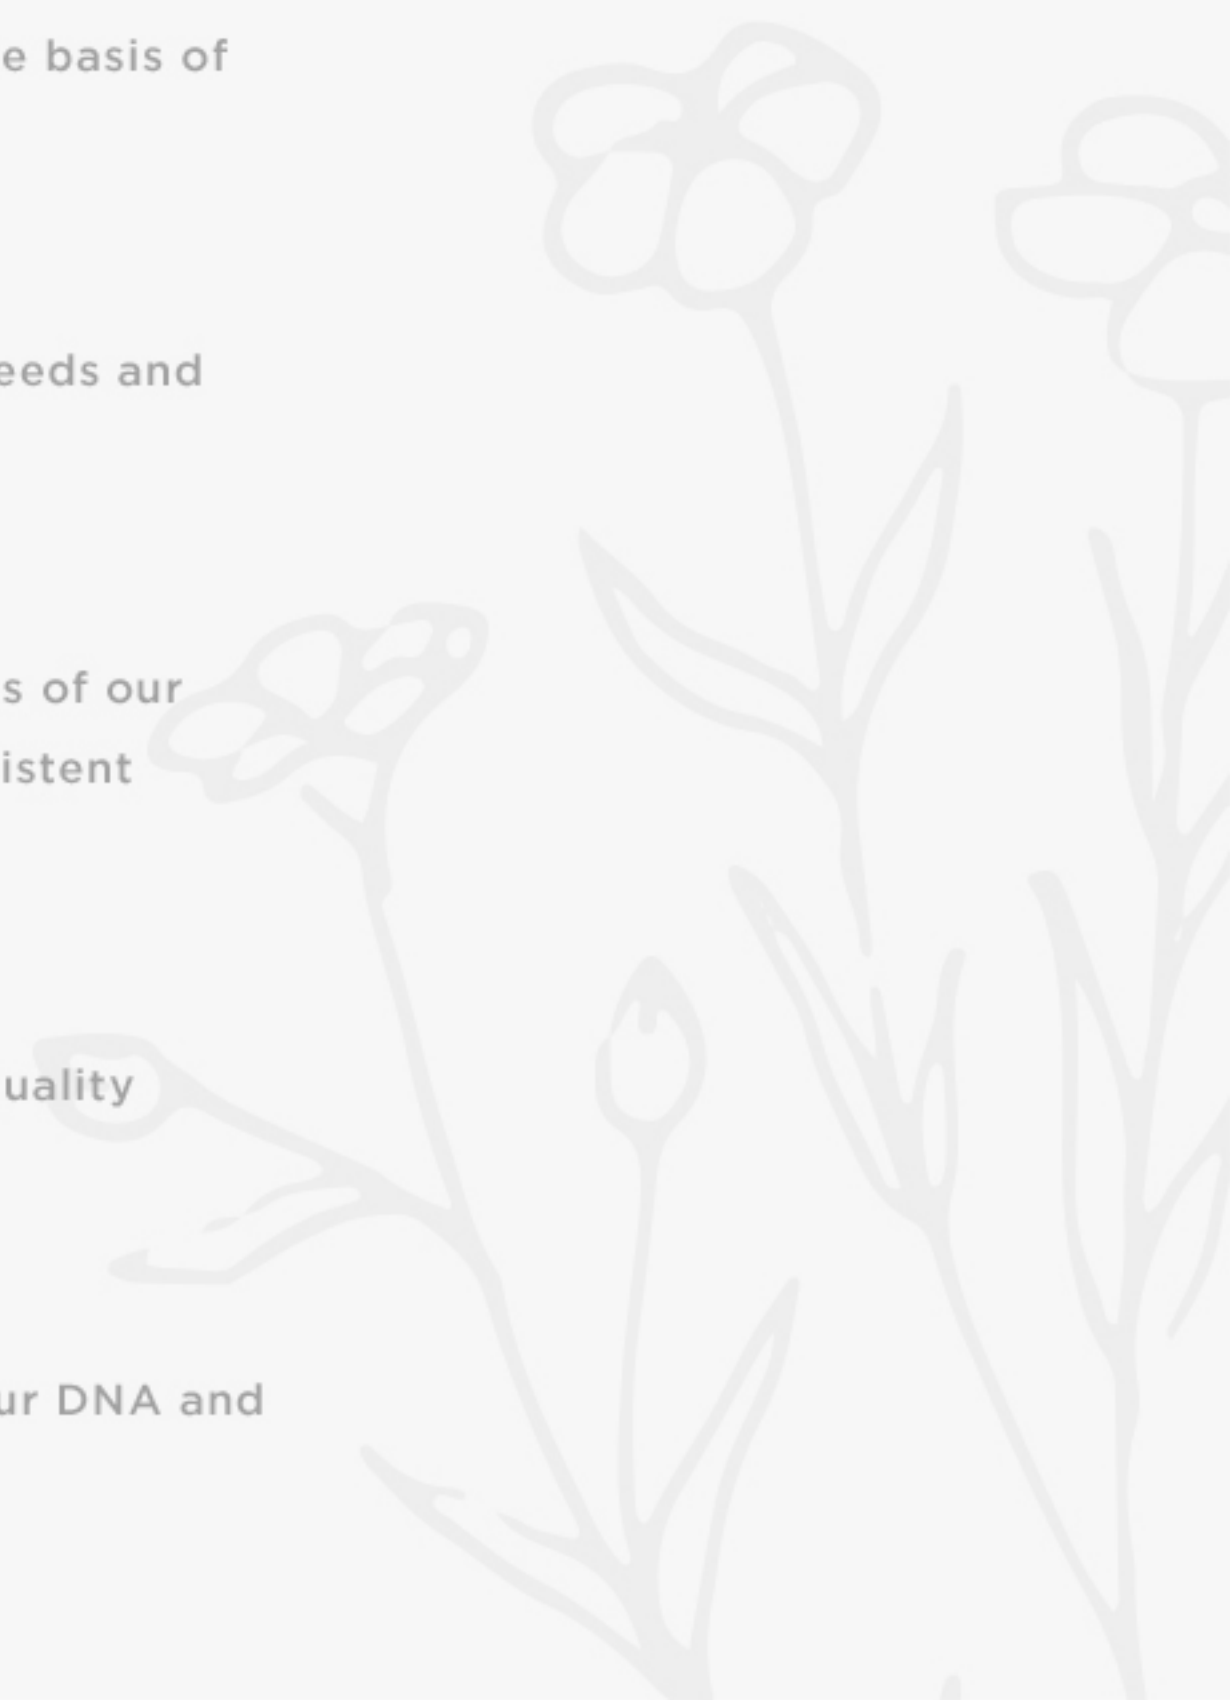 e basis of
eeds and
s of our
istent
uality
ur DNA and